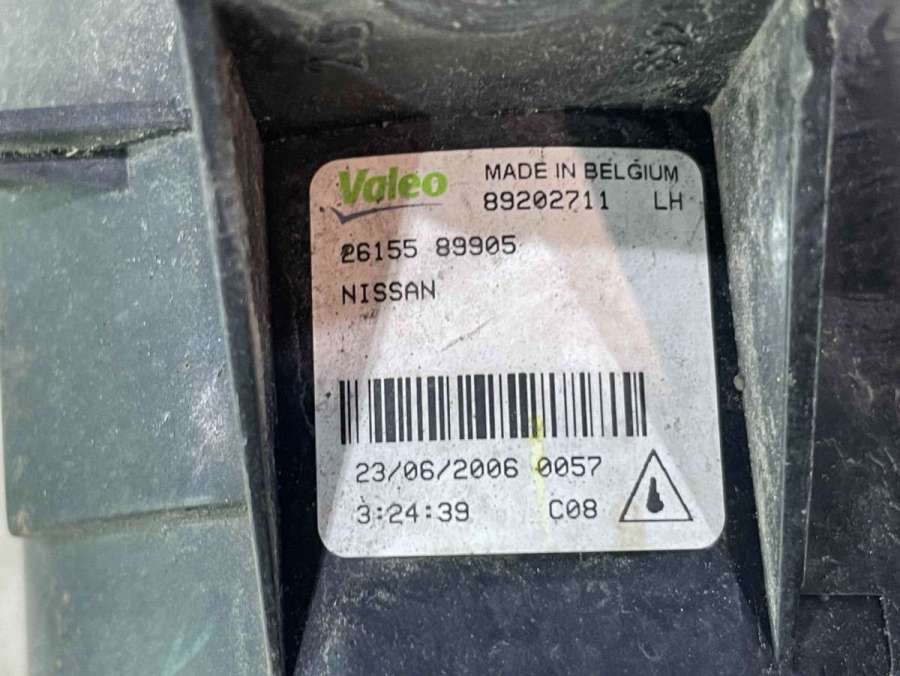 Valeo MADE IN BELGIUM
89202711 LH
26155 89905
NISSAN
23/06/2006 0057
3:24:39 C08